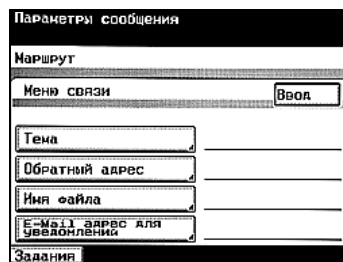 Параметры сообщения
Маршрут
Меню связи
Ввод
Тема
Обратный адрес
Имя файла
E-Mail адрес для
уведомлений
Задания